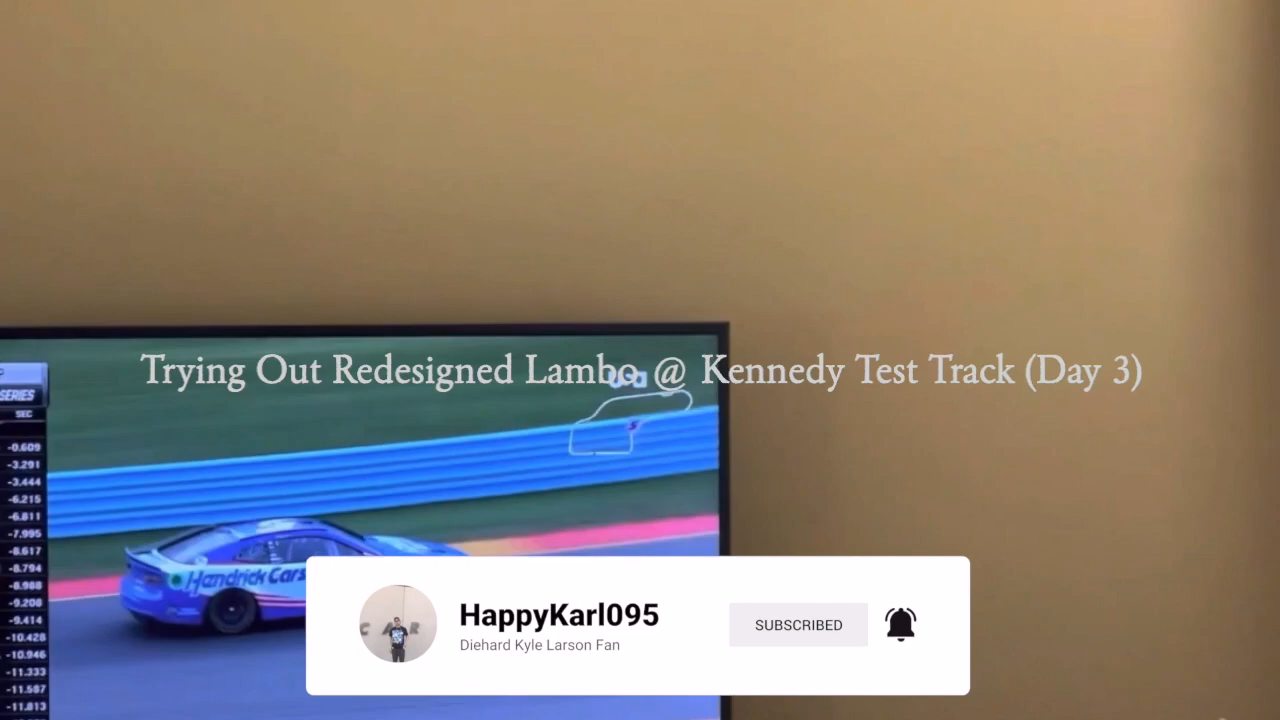 Trying Out Redesigned Lambo @ Kennedy Test Track (Day 3)
SERIES
SEC
-0.609
-3.291
-3.444
-6.215
-6.811
-7.995
-8.617
-8.794
-8.988
-9.208
-9.414
-10.428
-10.946
-11.333
-11.587
-11.813
Hendrick Cars
HappyKarl095
Diehard Kyle Larson Fan
SUBSCRIBED